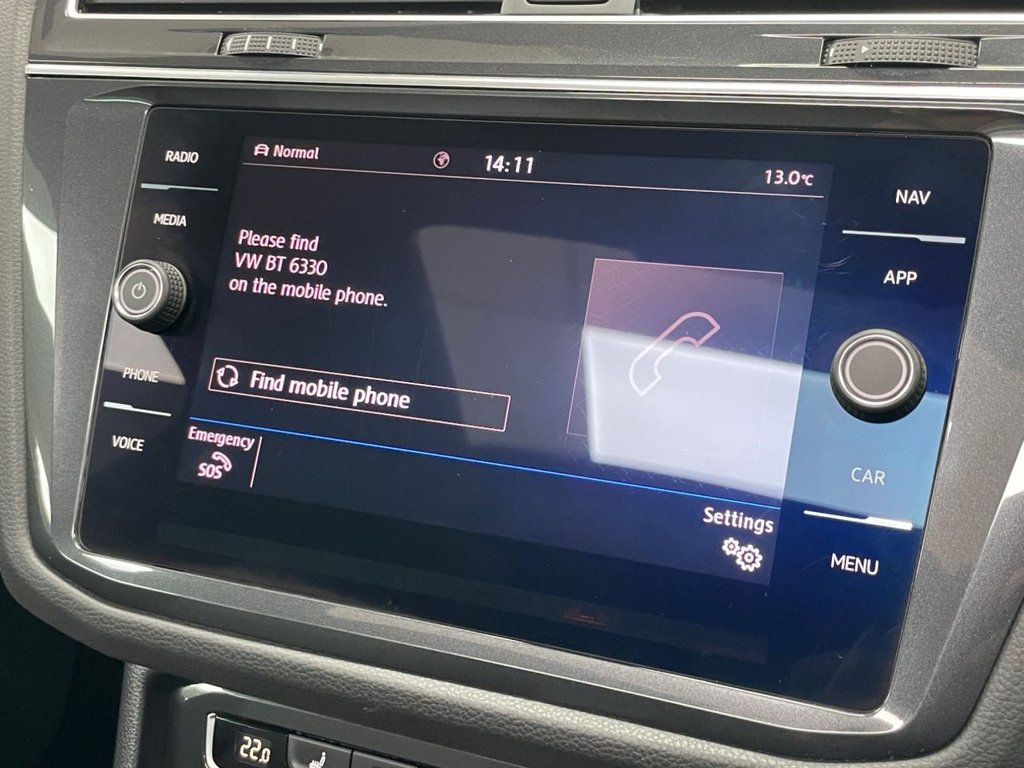 RADIO
MEDIA
PHONE
VOICE
Normal
14:11
13.0°C
Please find
VW BT 6330
on the mobile phone.
Find mobile phone
Emergency
SOS
Settings
NAV
APP
CAR
MENU
22.0